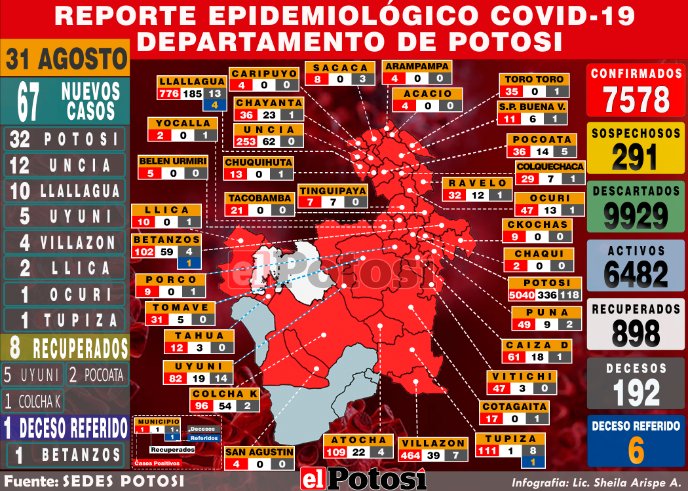 REPORTE EPIDEMIOLÓGICO COVID-19
DEPARTAMENTO DE POTOSI
31 AGOSTO
67 NUEVOS CASOS
32 POTOSI
12 UNCIA
10 LLALLAGUA
5 UYUNI
4 VILLAZON
2 LLICA
1 OCURI
1 TUPIZA
8 RECUPERADOS
5 UYUNI 2 POCOATA
1 COLCHA K
1 DECESO REFERIDO
1 BETANZOS
LLALLAGUA
776 185 13
4
CARIPUYO
4 0 0
SACACA
8 0 3
ARAMPAMPA
4 0 0
ACACIO
4 0 0
TORO TORO
35 0 1
S.P. BUENA V.
11 6 1
CHAYANTA
36 23 1
YOCALLA
2 0 1
UNCIA
253 62 0
POCOATA
36 14 5
BELEN URMIRI
5 0 0
CHUQUIHUTA
13 0 1
COLQUECHACA
29 7 1
TINGUIPAYA
7 7 0
RAVELO
32 12 1
TACOBAMBA
21 0 0
OCURI
47 13 1
LLICA
10 0 1
CKOCHAS
9 0 0
BETANZOS
102 59 4
1
CHAQUI
2 0 0
elPotosí
PORCO
9 0 1
POTOSI
5040 336 118
TOMAVE
31 5 0
PUNA
49 9 2
TAHUA
12 3 0
CAIZA D
61 18 1
UYUNI
82 19 14
VITICHI
47 3 0
COLCHA K
96 54 2
COTAGAITA
17 0 1
SAN AGUSTIN
4 0 0
ATOCHA
109 22 4
VILLAZON
464 39 7
TUPIZA
111 1 8
1
MUNICIPIO
1 1 1
1
Deceso
Referidos
Recuperados
Casos Positivos
CONFIRMADOS
7578
SOSPECHOSOS
291
DESCARTADOS
9929
ACTIVOS
6482
RECUPERADOS
898
DECESOS
192
DECESO REFERIDO
6
Fuente: SEDES POTOSI
elPotosí
Infografía: Lic. Sheila Arispe A.